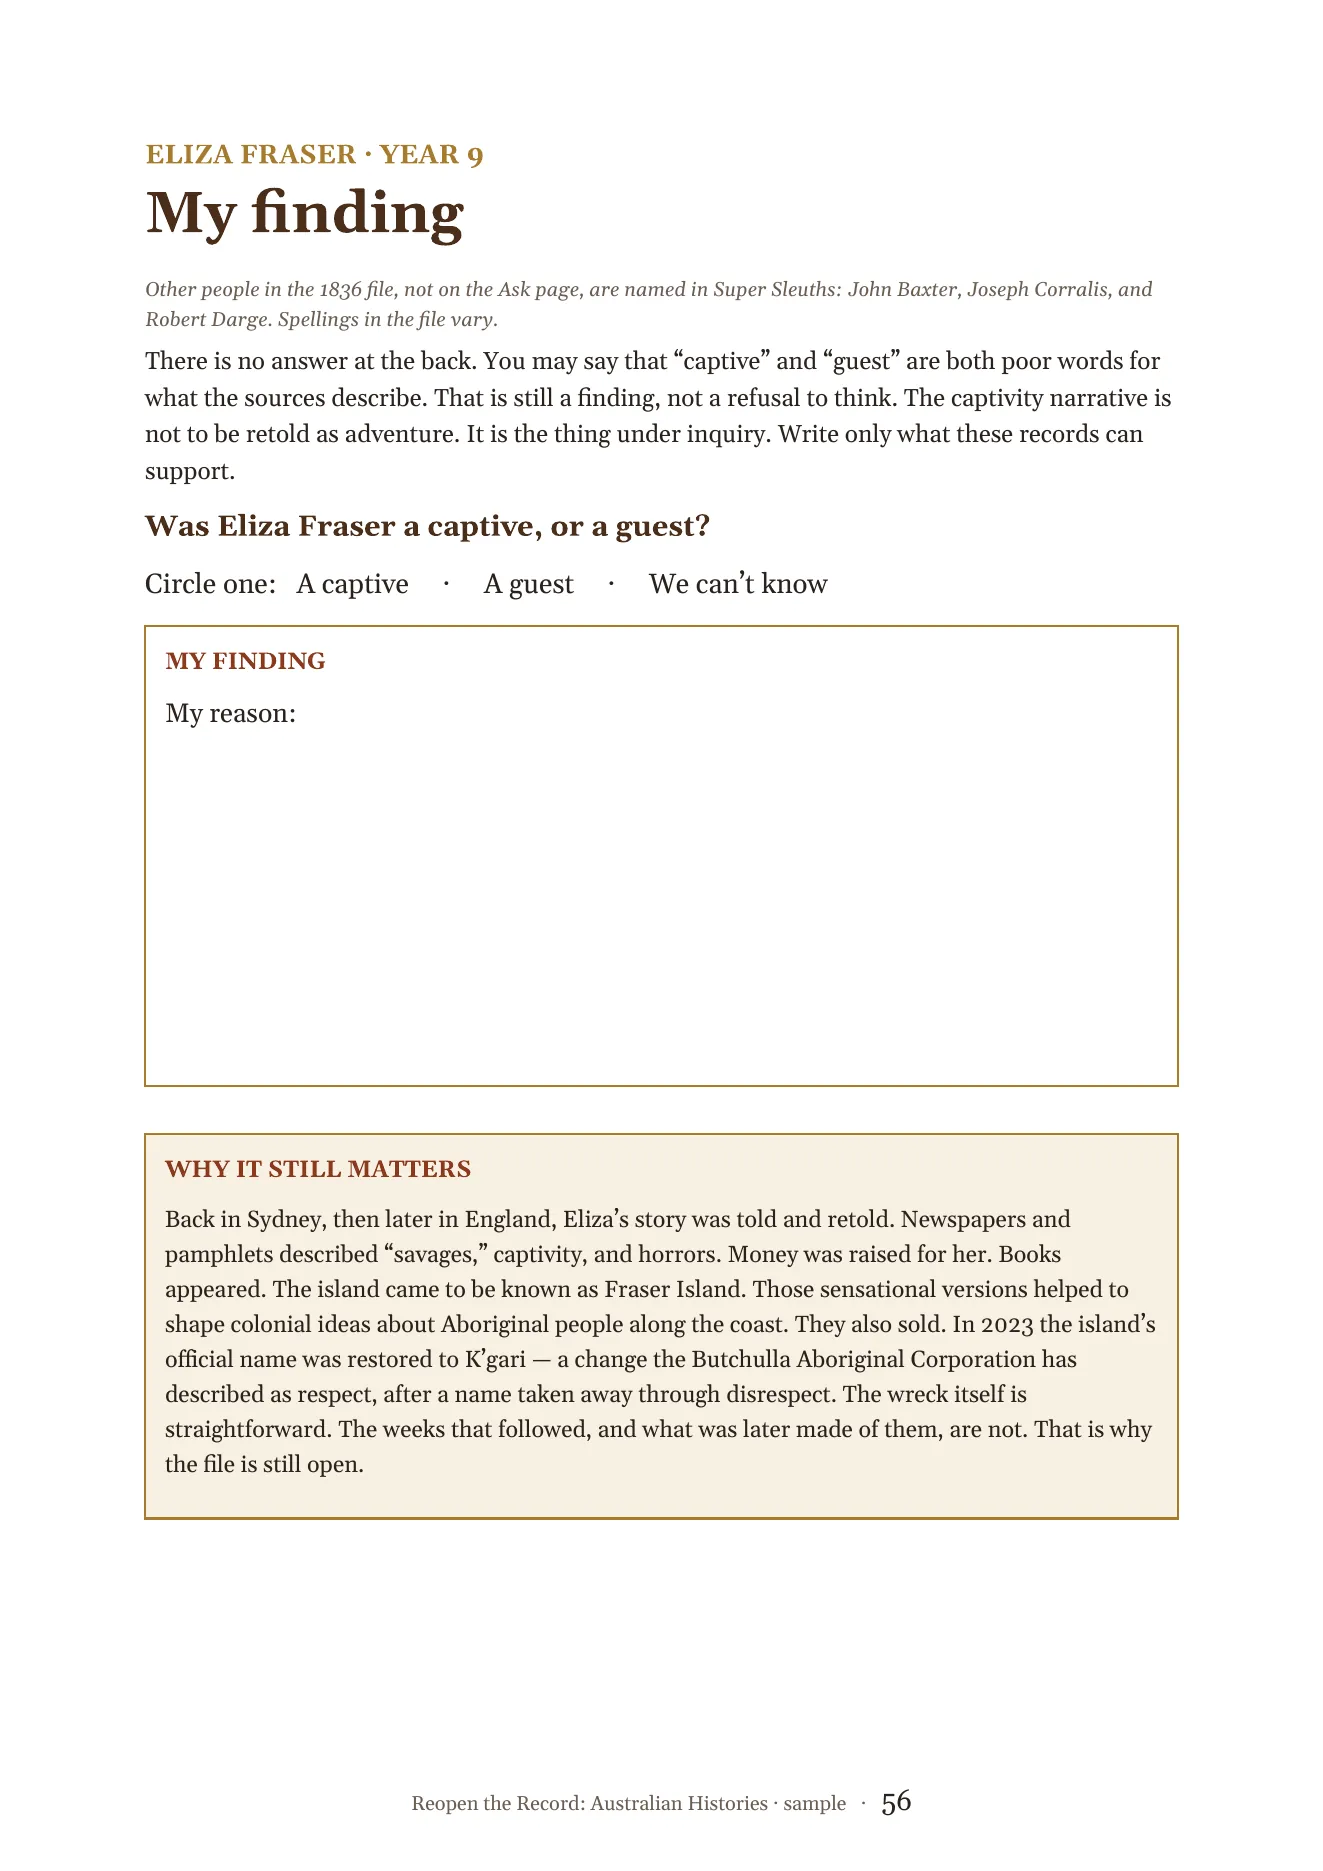 ELIZA FRASER · YEAR 9
My finding
Other people in the 1836 file, not on the Ask page, are named in Super Sleuths: John Baxter, Joseph Corralis, and
Robert Darge. Spellings in the file vary.
There is no answer at the back. You may say that “captive” and “guest” are both poor words for
what the sources describe. That is still a finding, not a refusal to think. The captivity narrative is
not to be retold as adventure. It is the thing under inquiry. Write only what these records can
support.
Was Eliza Fraser a captive, or a guest?
Circle one: A captive · A guest · We can’t know
MY FINDING
My reason:
WHY IT STILL MATTERS
Back in Sydney, then later in England, Eliza’s story was told and retold. Newspapers and
pamphlets described “savages,” captivity, and horrors. Money was raised for her. Books
appeared. The island came to be known as Fraser Island. Those sensational versions helped to
shape colonial ideas about Aboriginal people along the coast. They also sold. In 2023 the island’s
official name was restored to K’gari — a change the Butchulla Aboriginal Corporation has
described as respect, after a name taken away through disrespect. The wreck itself is
straightforward. The weeks that followed, and what was later made of them, are not. That is why
the file is still open.
Reopen the Record: Australian Histories · sample · 56